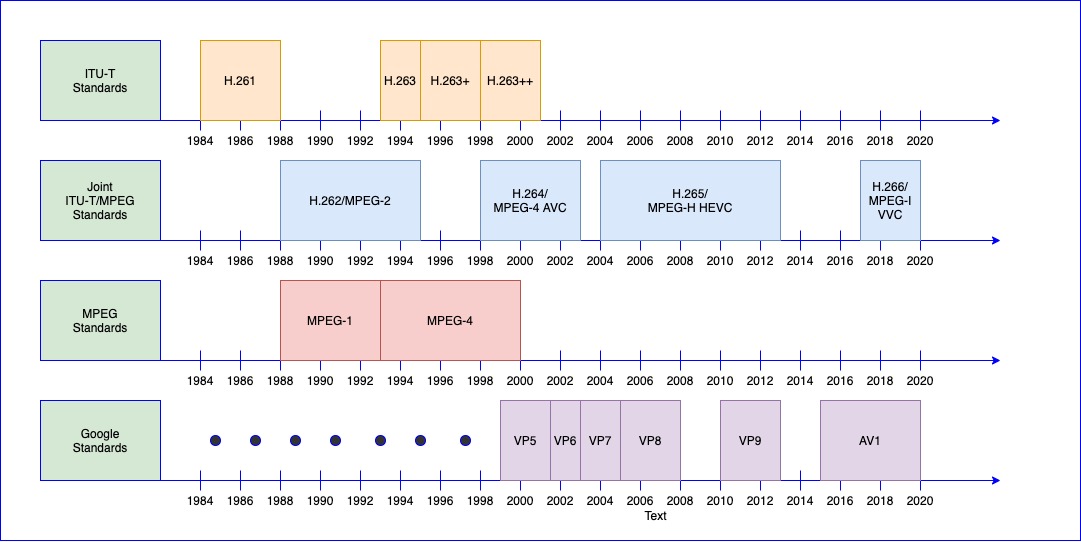 ITU-T
Standards
H.261
H.263
H.263+
H.263++
1984 1986 1988 1990 1992 1994 1996 1998 2000 2002 2004 2006 2008 2010 2012 2014 2016 2018 2020
Joint
ITU-T/MPEG
Standards
H.262/MPEG-2
H.264/
MPEG-4 AVC
H.265/
MPEG-H HEVC
H.266/
MPEG-I
VVC
1984 1986 1988 1990 1992 1994 1996 1998 2000 2002 2004 2006 2008 2010 2012 2014 2016 2018 2020
MPEG
Standards
MPEG-1
MPEG-4
1984 1986 1988 1990 1992 1994 1996 1998 2000 2002 2004 2006 2008 2010 2012 2014 2016 2018 2020
Google
Standards
VP5
VP6
VP7
VP8
VP9
AV1
1984 1986 1988 1990 1992 1994 1996 1998 2000 2002 2004 2006 2008 2010 2012 2014 2016 2018 2020
Text